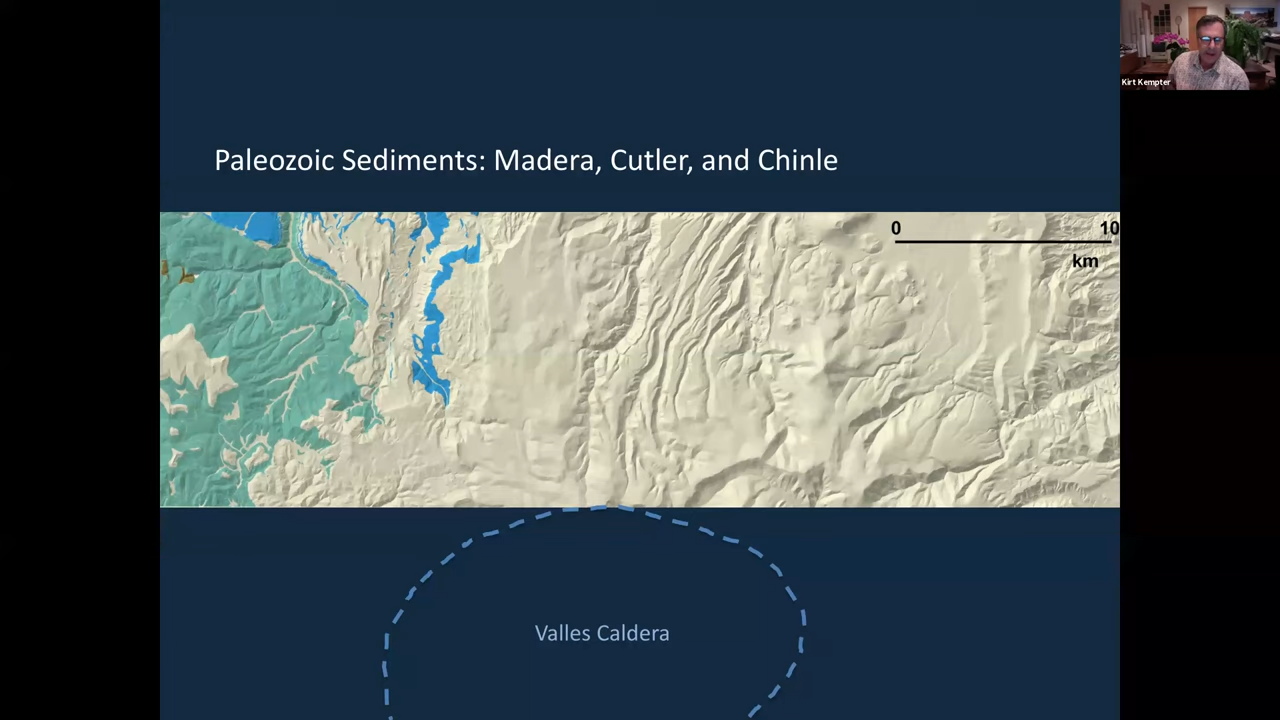 Kirt Kempter
Paleozoic Sediments: Madera, Cutler, and Chinle
0 10
km
Valles Caldera